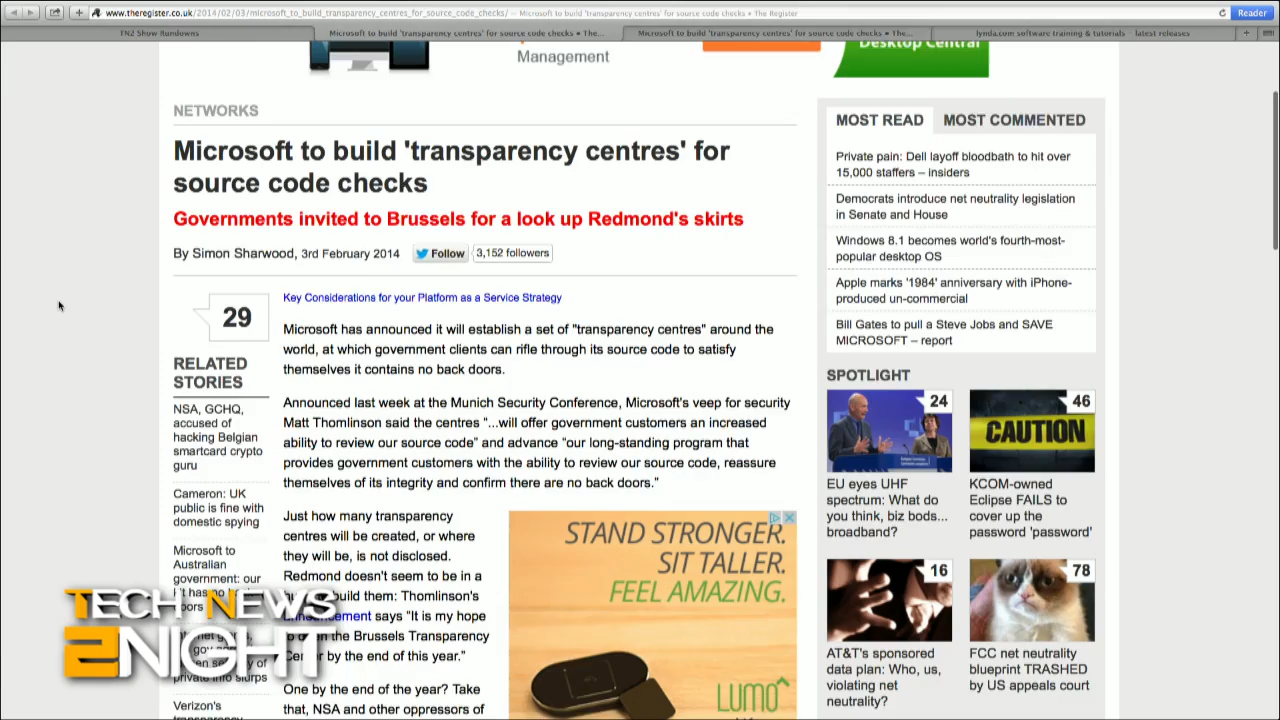 www.theregister.co.uk/2014/02/03/microsoft_to_build_transparency_centres_for_source_code_checks/ — Microsoft to build 'transparency centres' for source code checks • The Register
Reader
TN2 Show Rundowns
Microsoft to build 'transparency centres' for source code checks • The...
Microsoft to build 'transparency centres' for source code checks • The...
lynda.com software training & tutorials - latest releases
Management
Desktop Central
NETWORKS
Microsoft to build 'transparency centres' for
source code checks
Governments invited to Brussels for a look up Redmond's skirts
By Simon Sharwood, 3rd February 2014
Follow
3,152 followers
29
RELATED
STORIES
NSA, GCHQ,
accused of
hacking Belgian
smartcard crypto
guru
Cameron: UK
public is fine with
domestic spying
Microsoft to
Australian
government: our
kit has no
private info slurps
Verizon's
transparency
Key Considerations for your Platform as a Service Strategy
Microsoft has announced it will establish a set of "transparency centres" around the
world, at which government clients can rifle through its source code to satisfy
themselves it contains no back doors.
Announced last week at the Munich Security Conference, Microsoft's veep for security
Matt Thomlinson said the centres "...will offer government customers an increased
ability to review our source code" and advance "our long-standing program that
provides government customers with the ability to review our source code, reassure
themselves of its integrity and confirm there are no back doors."
Just how many transparency
centres will be created, or where
they will be, is not disclosed.
Redmond doesn't seem to be in a
build them: Thomlinson's
says "It is my hope
the Brussels Transparency
by the end of this year."
One by the end of the year? Take
that, NSA and other oppressors of
STAND STRONGER.
SIT TALLER.
FEEL AMAZING.
LUMO
MOST READ
MOST COMMENTED
Private pain: Dell layoff bloodbath to hit over
15,000 staffers – insiders
Democrats introduce net neutrality legislation
in Senate and House
Windows 8.1 becomes world's fourth-most-
popular desktop OS
Apple marks '1984' anniversary with iPhone-
produced un-commercial
Bill Gates to pull a Steve Jobs and SAVE
MICROSOFT – report
SPOTLIGHT
24
EU eyes UHF
spectrum: What do
you think, biz bods...
broadband?
46
CAUTION
KCOM-owned
Eclipse FAILS to
cover up the
password 'password'
16
AT&T's sponsored
data plan: Who, us,
violating net
neutrality?
78
FCC net neutrality
blueprint TRASHED
by US appeals court
TECH NEWS
2NIGHT